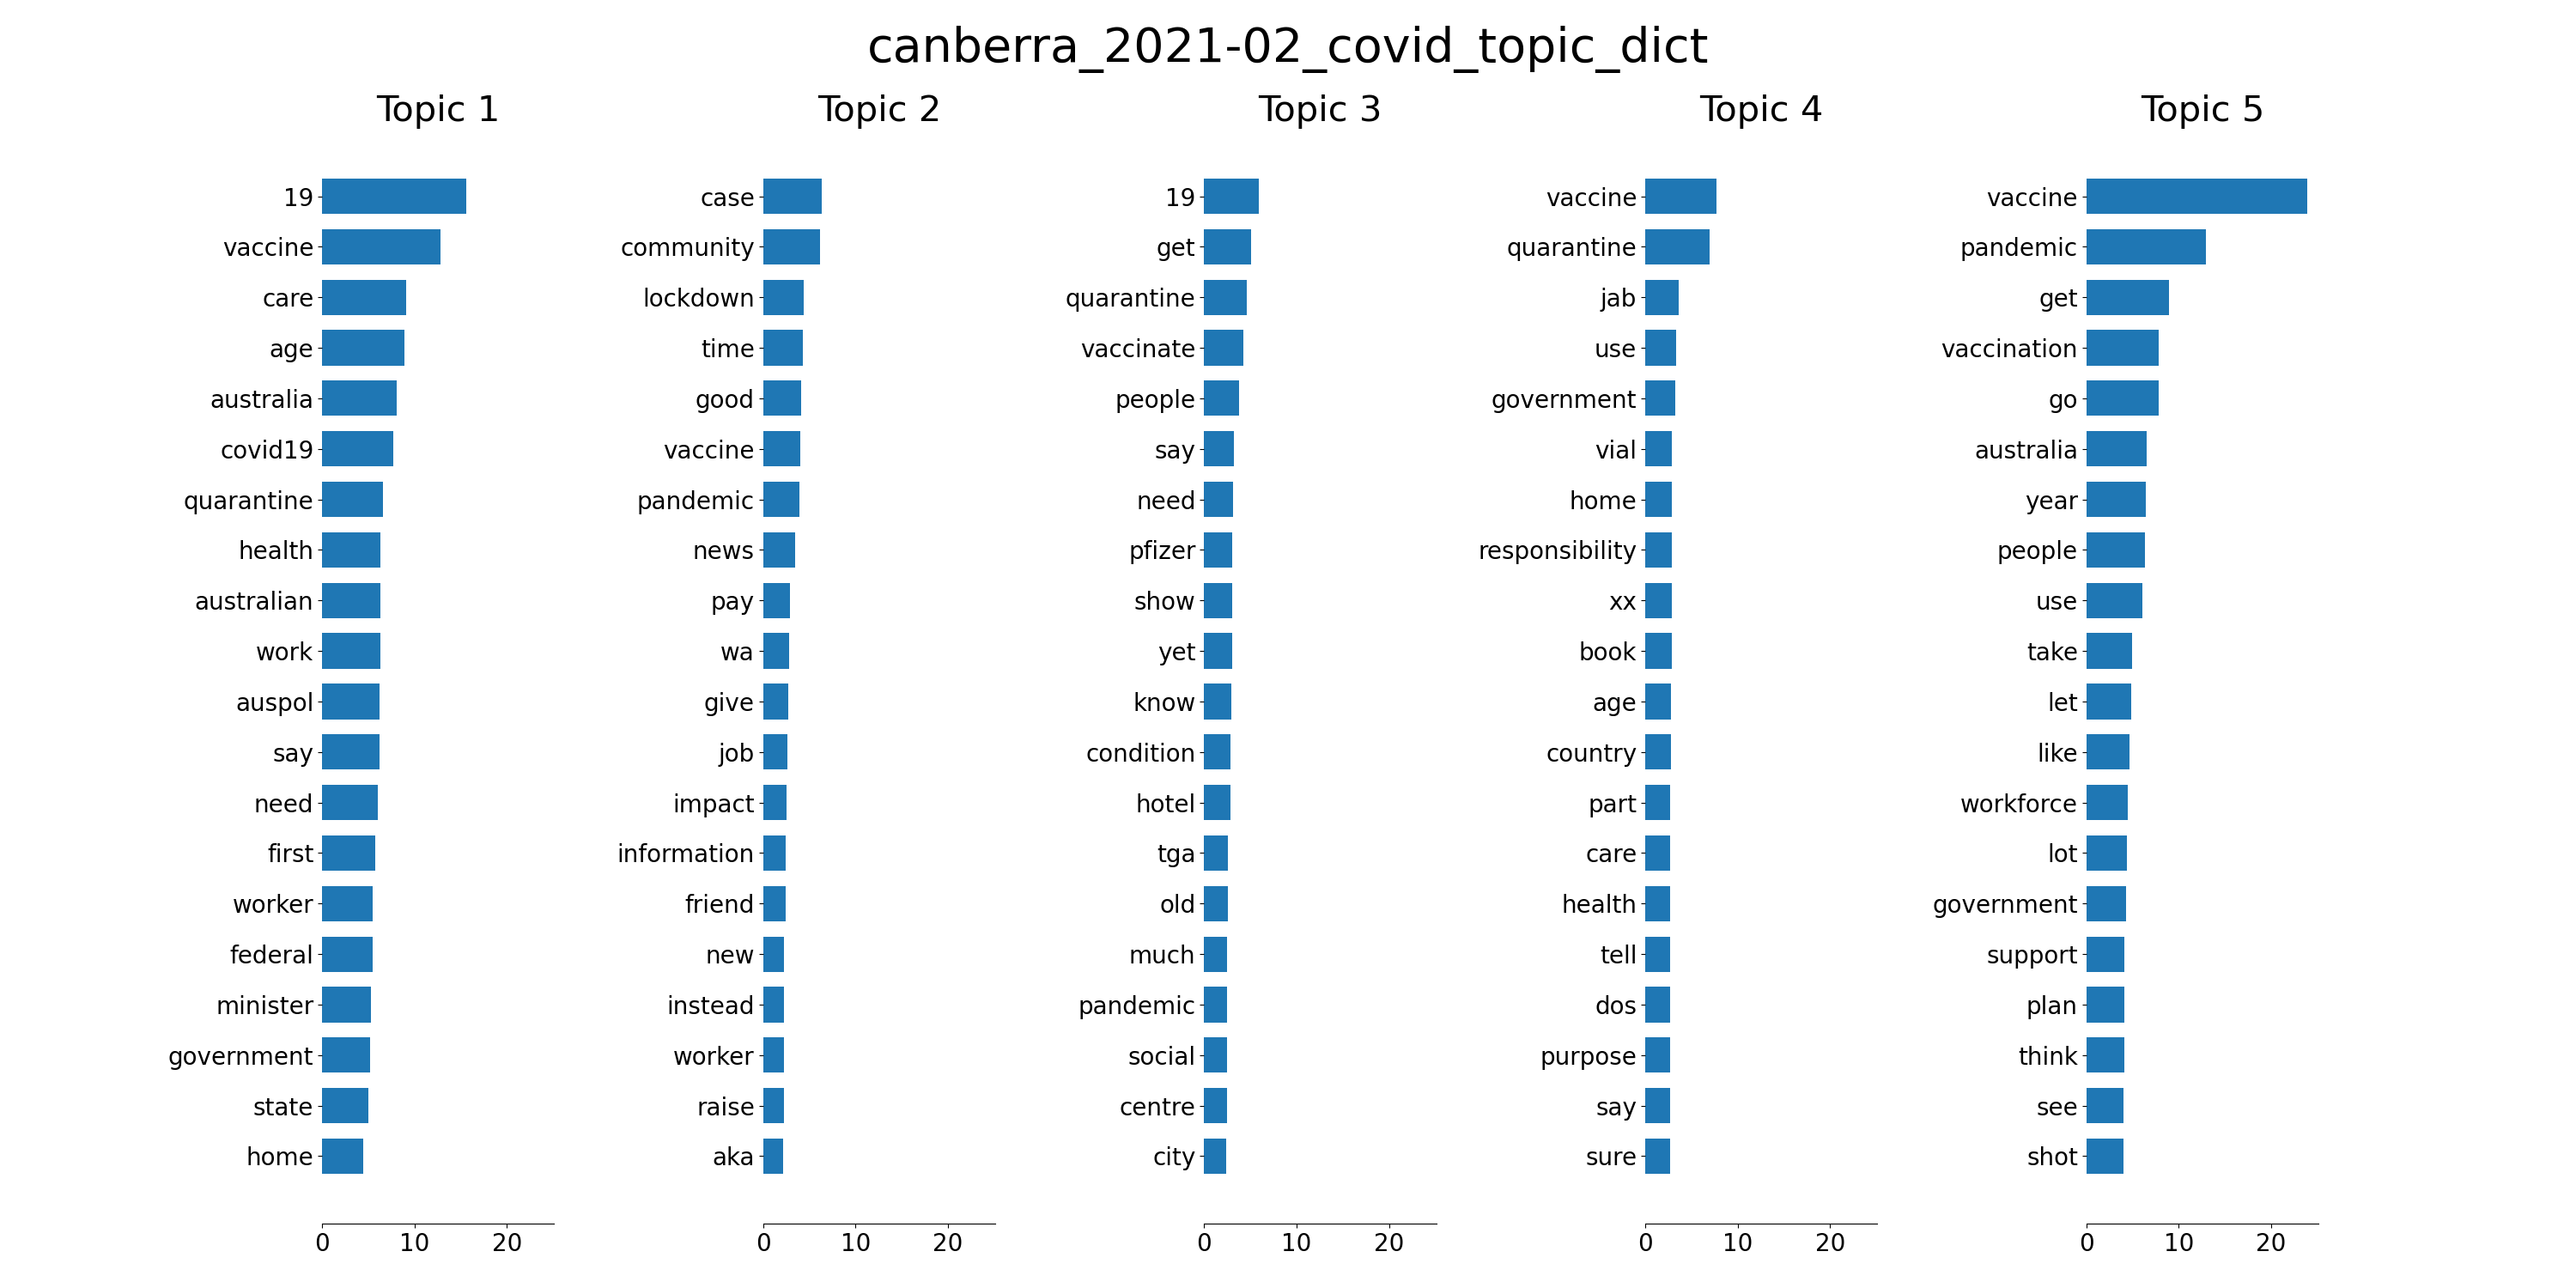 canberra_2021-02_covid_topic_dict
Topic 1
19
vaccine
care
age
australia
covid19
quarantine
health
australian
work
auspol
say
need
first
worker
federal
minister
government
state
home
0 10 20
Topic 2
case
community
lockdown
time
good
vaccine
pandemic
news
pay
wa
give
job
impact
information
friend
new
instead
worker
raise
aka
0 10 20
Topic 3
19
get
quarantine
vaccinate
people
say
need
pfizer
show
yet
know
condition
hotel
tga
old
much
pandemic
social
centre
city
0 10 20
Topic 4
vaccine
quarantine
jab
use
government
vial
home
responsibility
xx
book
age
country
part
care
health
tell
dos
purpose
say
sure
0 10 20
Topic 5
vaccine
pandemic
get
vaccination
go
australia
year
people
use
take
let
like
workforce
lot
government
support
plan
think
see
shot
0 10 20